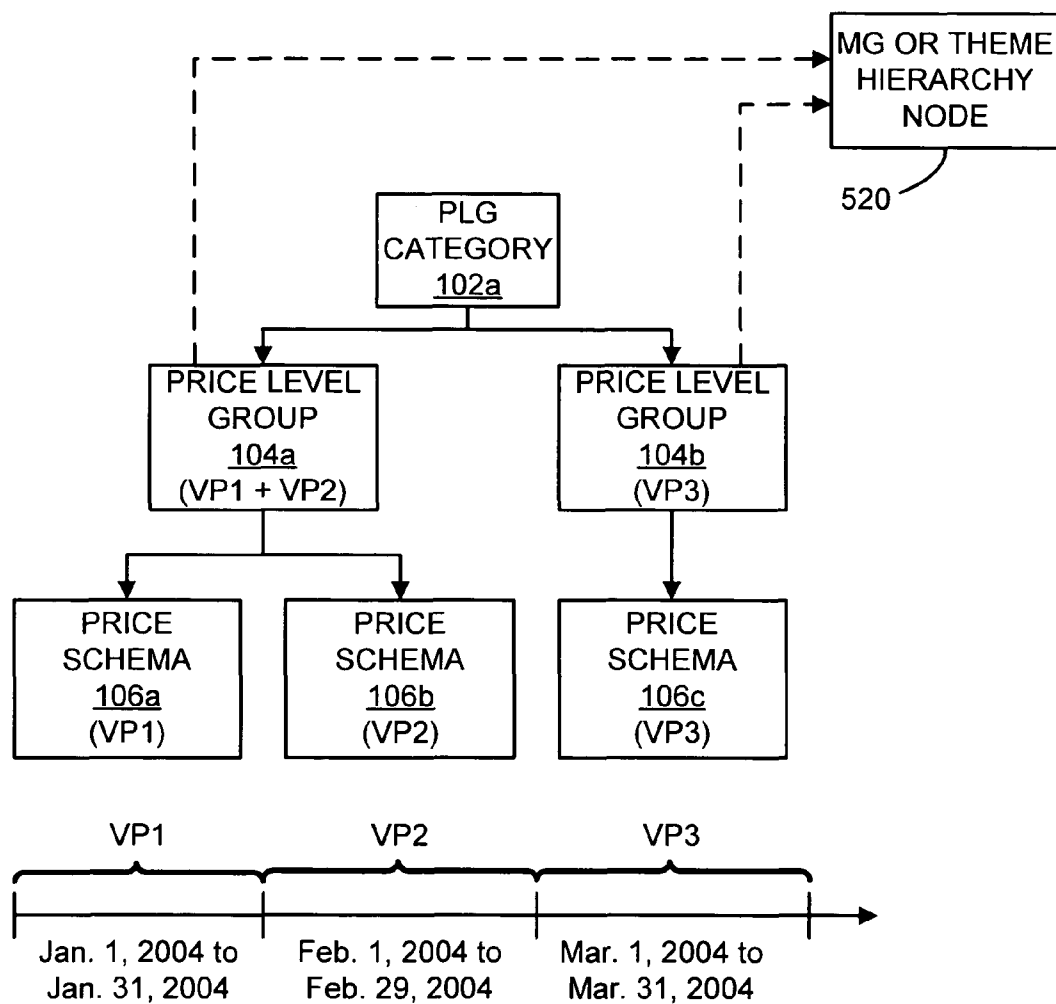 MG OR THEME
HIERARCHY
NODE
520
PLG
CATEGORY
102a
PRICE LEVEL
GROUP
104a
(VP1 + VP2)
PRICE LEVEL
GROUP
104b
(VP3)
PRICE
SCHEMA
106a
(VP1)
PRICE
SCHEMA
106b
(VP2)
PRICE
SCHEMA
106c
(VP3)
VP1
VP2
VP3
Jan. 1, 2004 to
Jan. 31, 2004
Feb. 1, 2004 to
Feb. 29, 2004
Mar. 1, 2004 to
Mar. 31, 2004